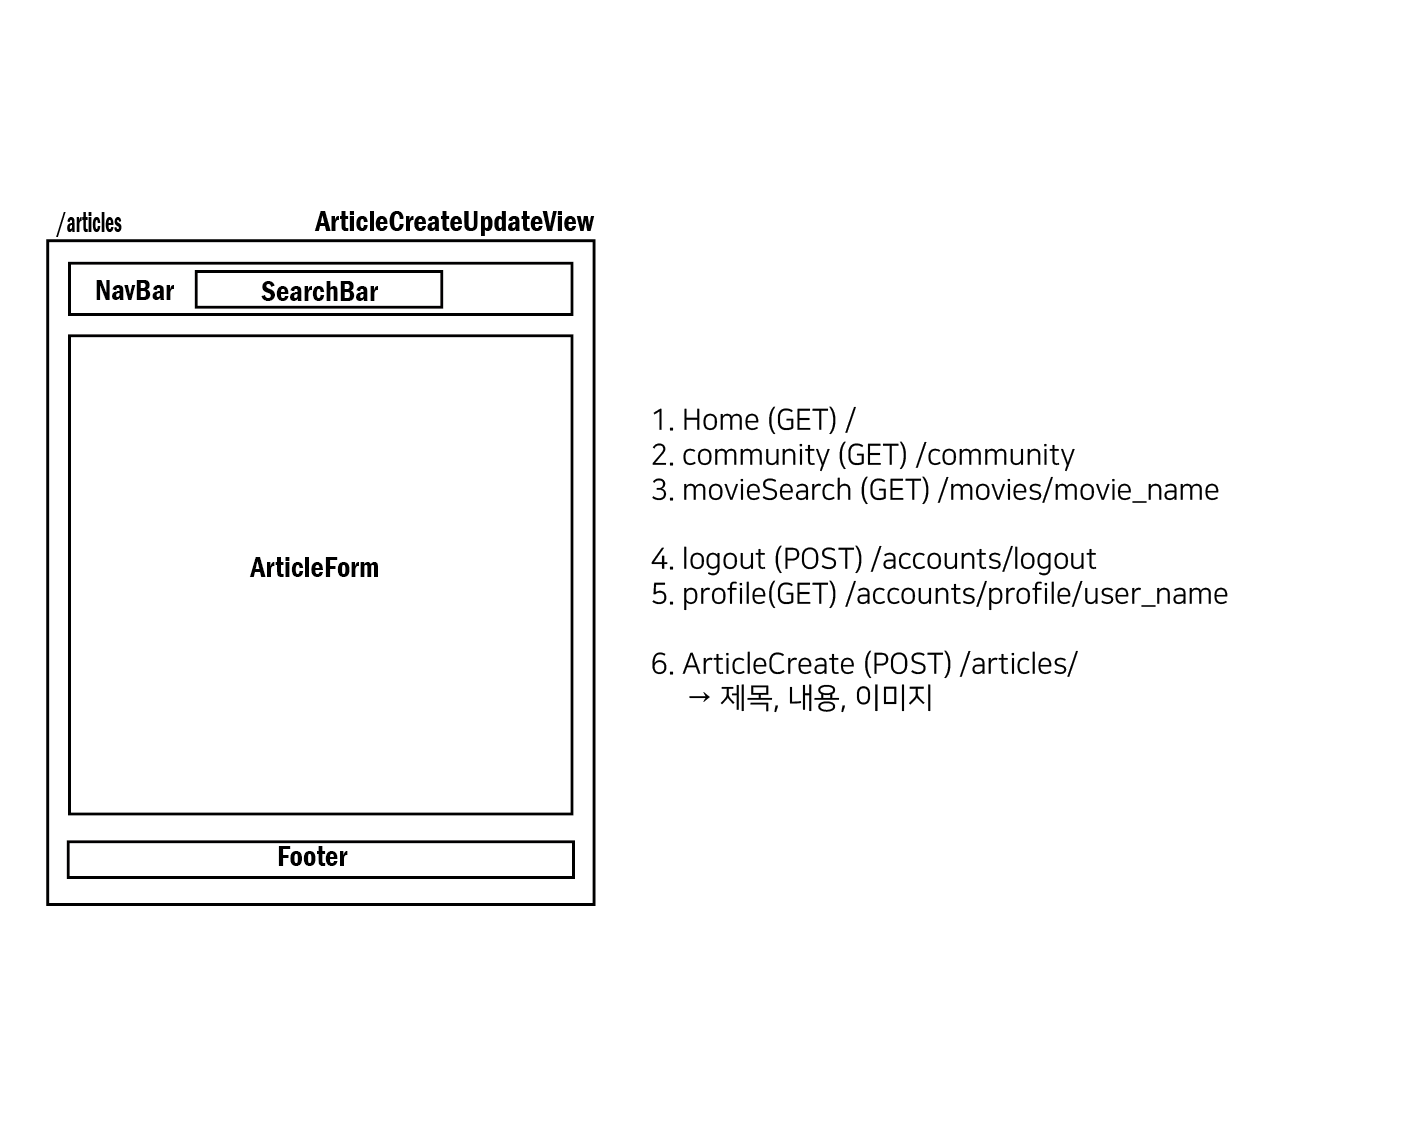 /articles
ArticleCreateUpdateView
NavBar
SearchBar
ArticleForm
Footer
1. Home (GET) /
2. community (GET) /community
3. movieSearch (GET) /movies/movie_name
4. logout (POST) /accounts/logout
5. profile(GET) /accounts/profile/user_name
6. ArticleCreate (POST) /articles/
→ 제목, 내용, 이미지